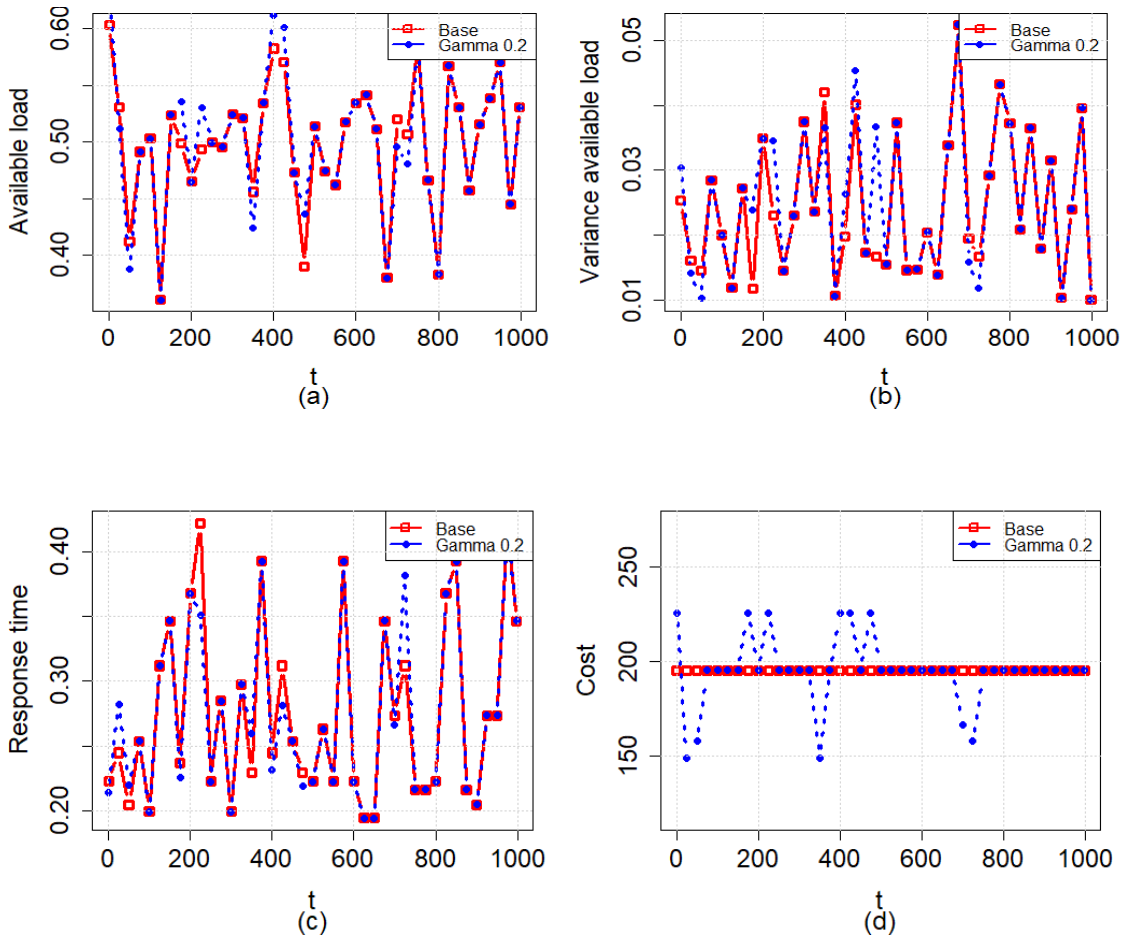 Available load
0.60
0.50
0.40
Base
Gamma 0.2
0 200 400 600 800 1000
t
(a)
Variance available load
0.05
0.03
0.01
Base
Gamma 0.2
0 200 400 600 800 1000
t
(b)
Response time
0.40
0.30
0.20
Base
Gamma 0.2
0 200 400 600 800 1000
t
(c)
Cost
250
200
150
Base
Gamma 0.2
0 200 400 600 800 1000
t
(d)